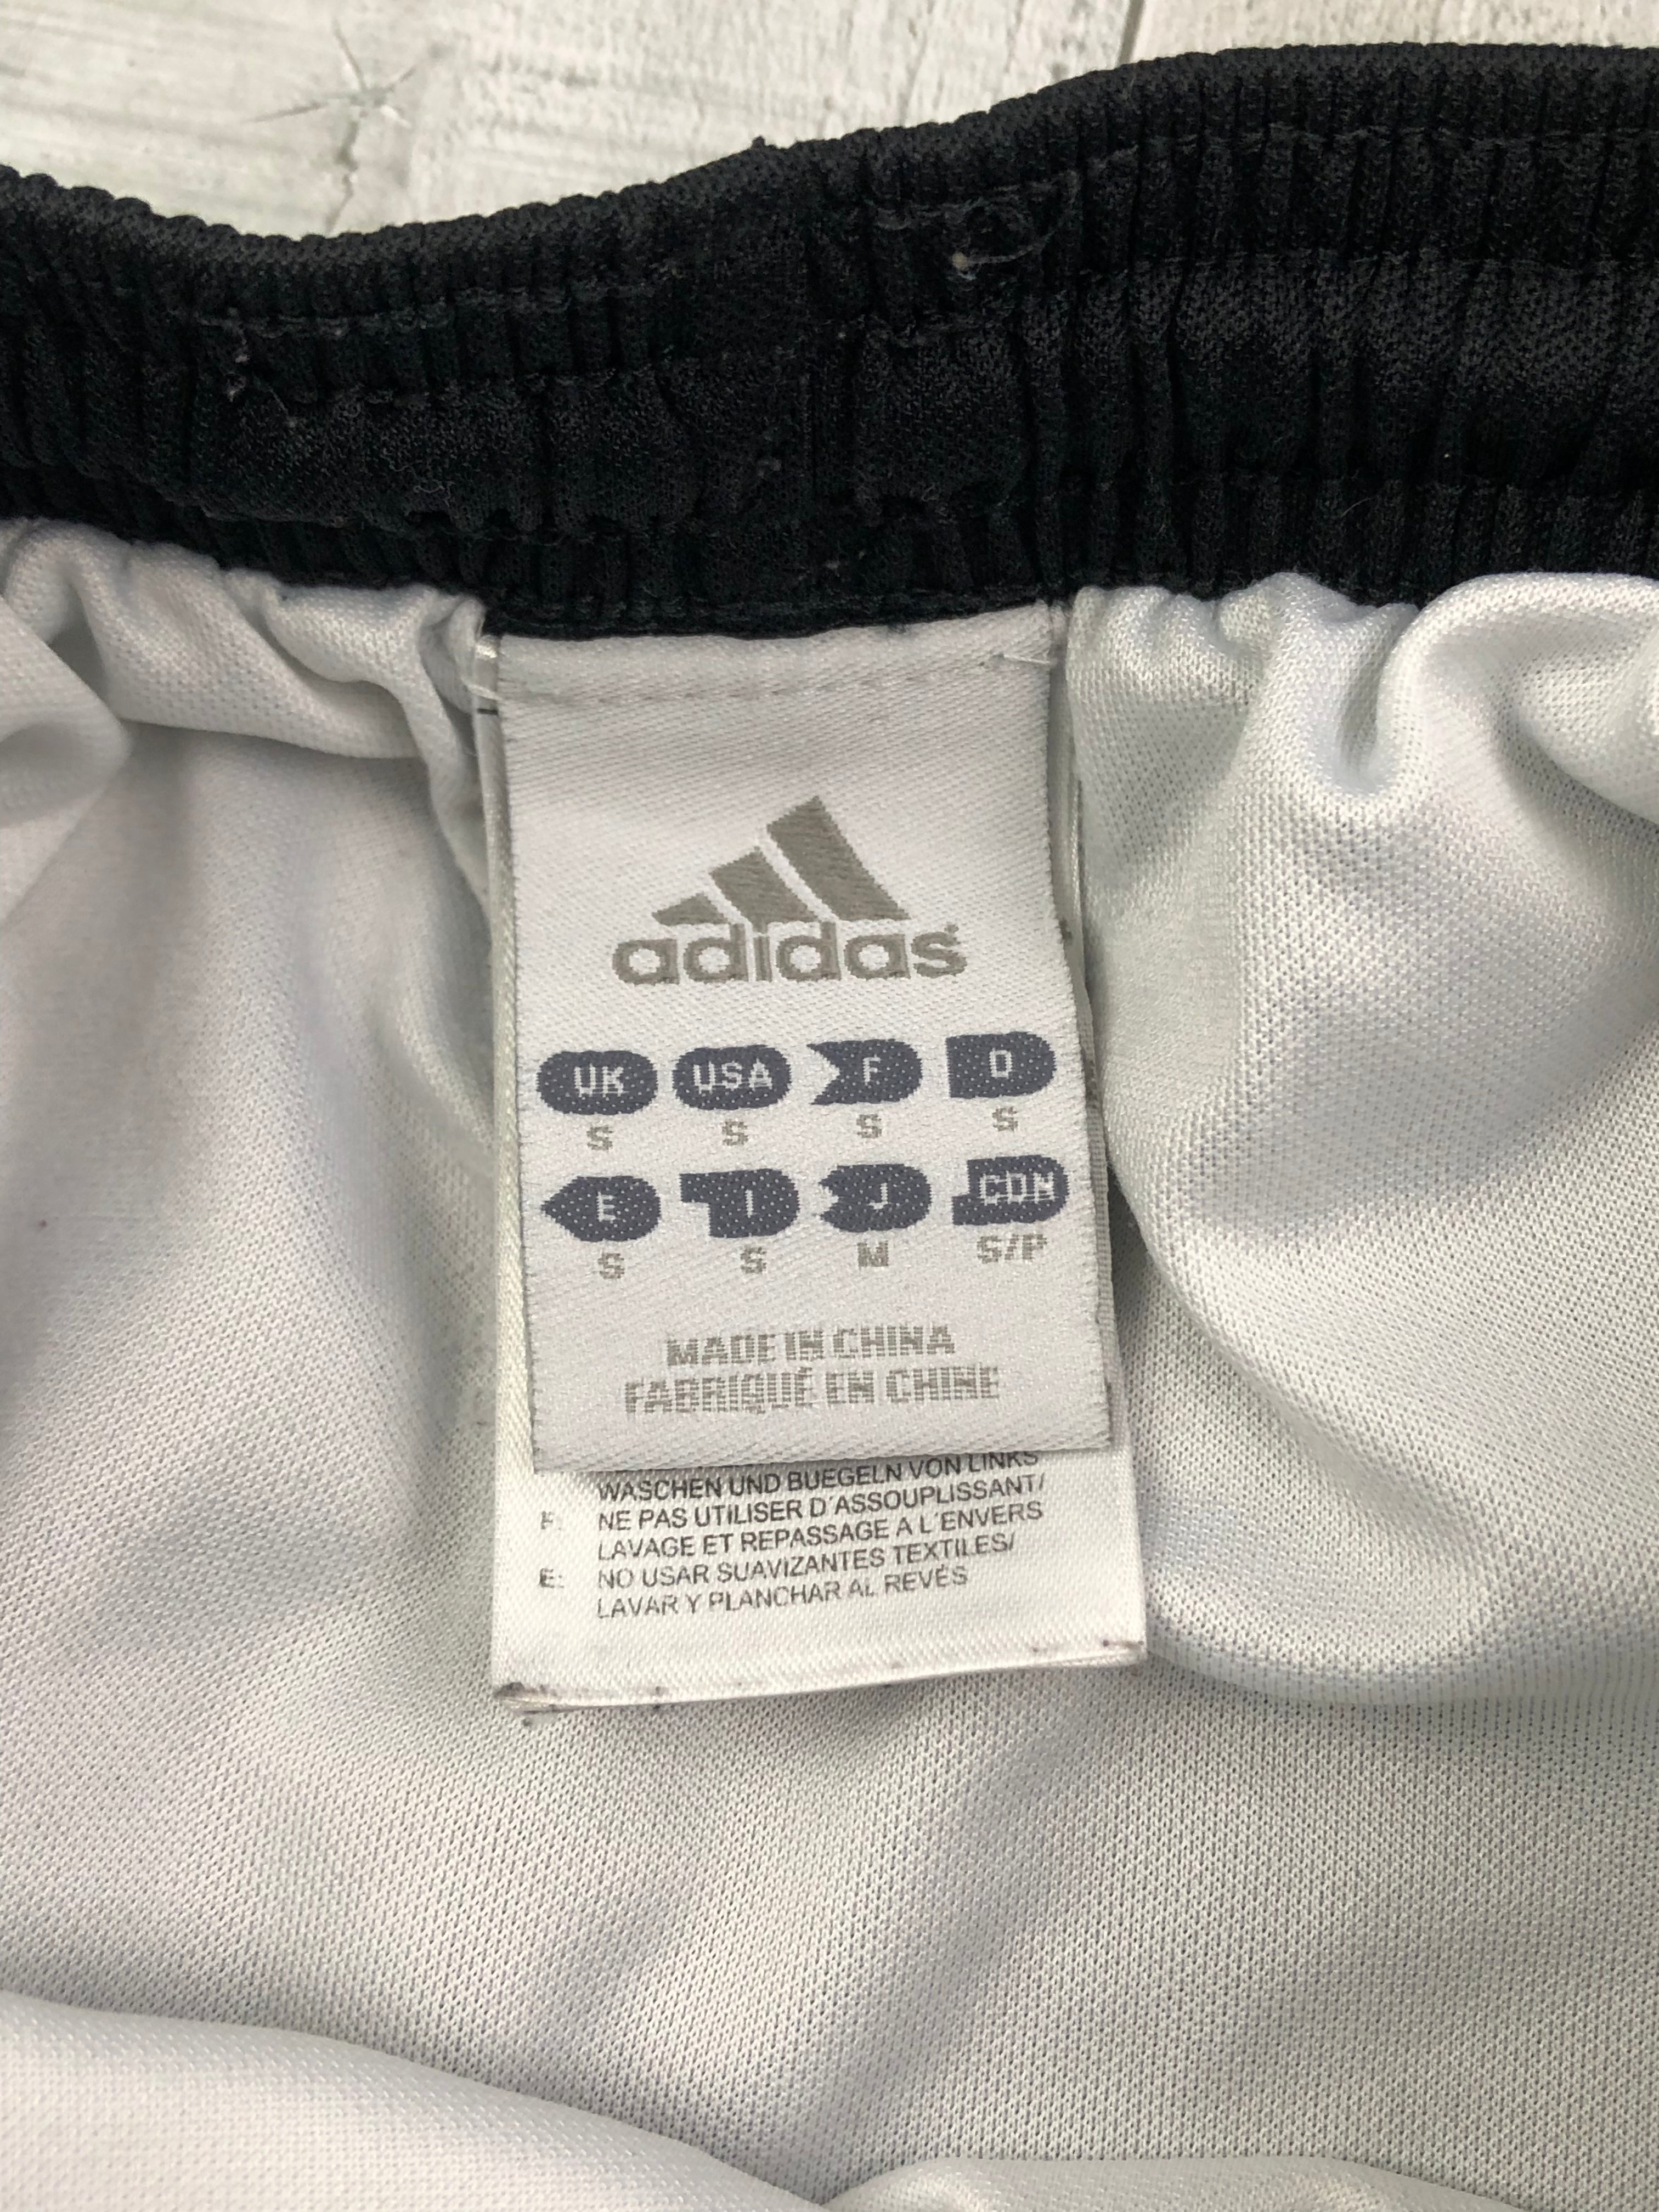 adidas
UK USA F D
S S S S
E I J CDN
S S M S/P
MADE IN CHINA
FABRIQUÉ EN CHINE
WASCHEN UND BUEGELN VON LINKS
F: NE PAS UTILISER D'ASSOUPLISSANT/
LAVAGE ET REPASSAGE A L'ENVERS
E: NO USAR SUAVIZANTES TEXTILES/
LAVAR Y PLANCHAR AL REVÉS